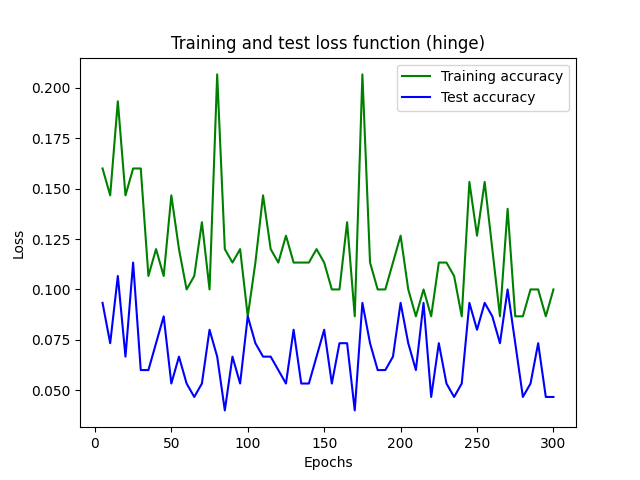 Training and test loss function (hinge)
Training accuracy
Test accuracy
0.200
0.175
0.150
0.125
0.100
0.075
0.050
Loss
0 50 100 150 200 250 300
Epochs